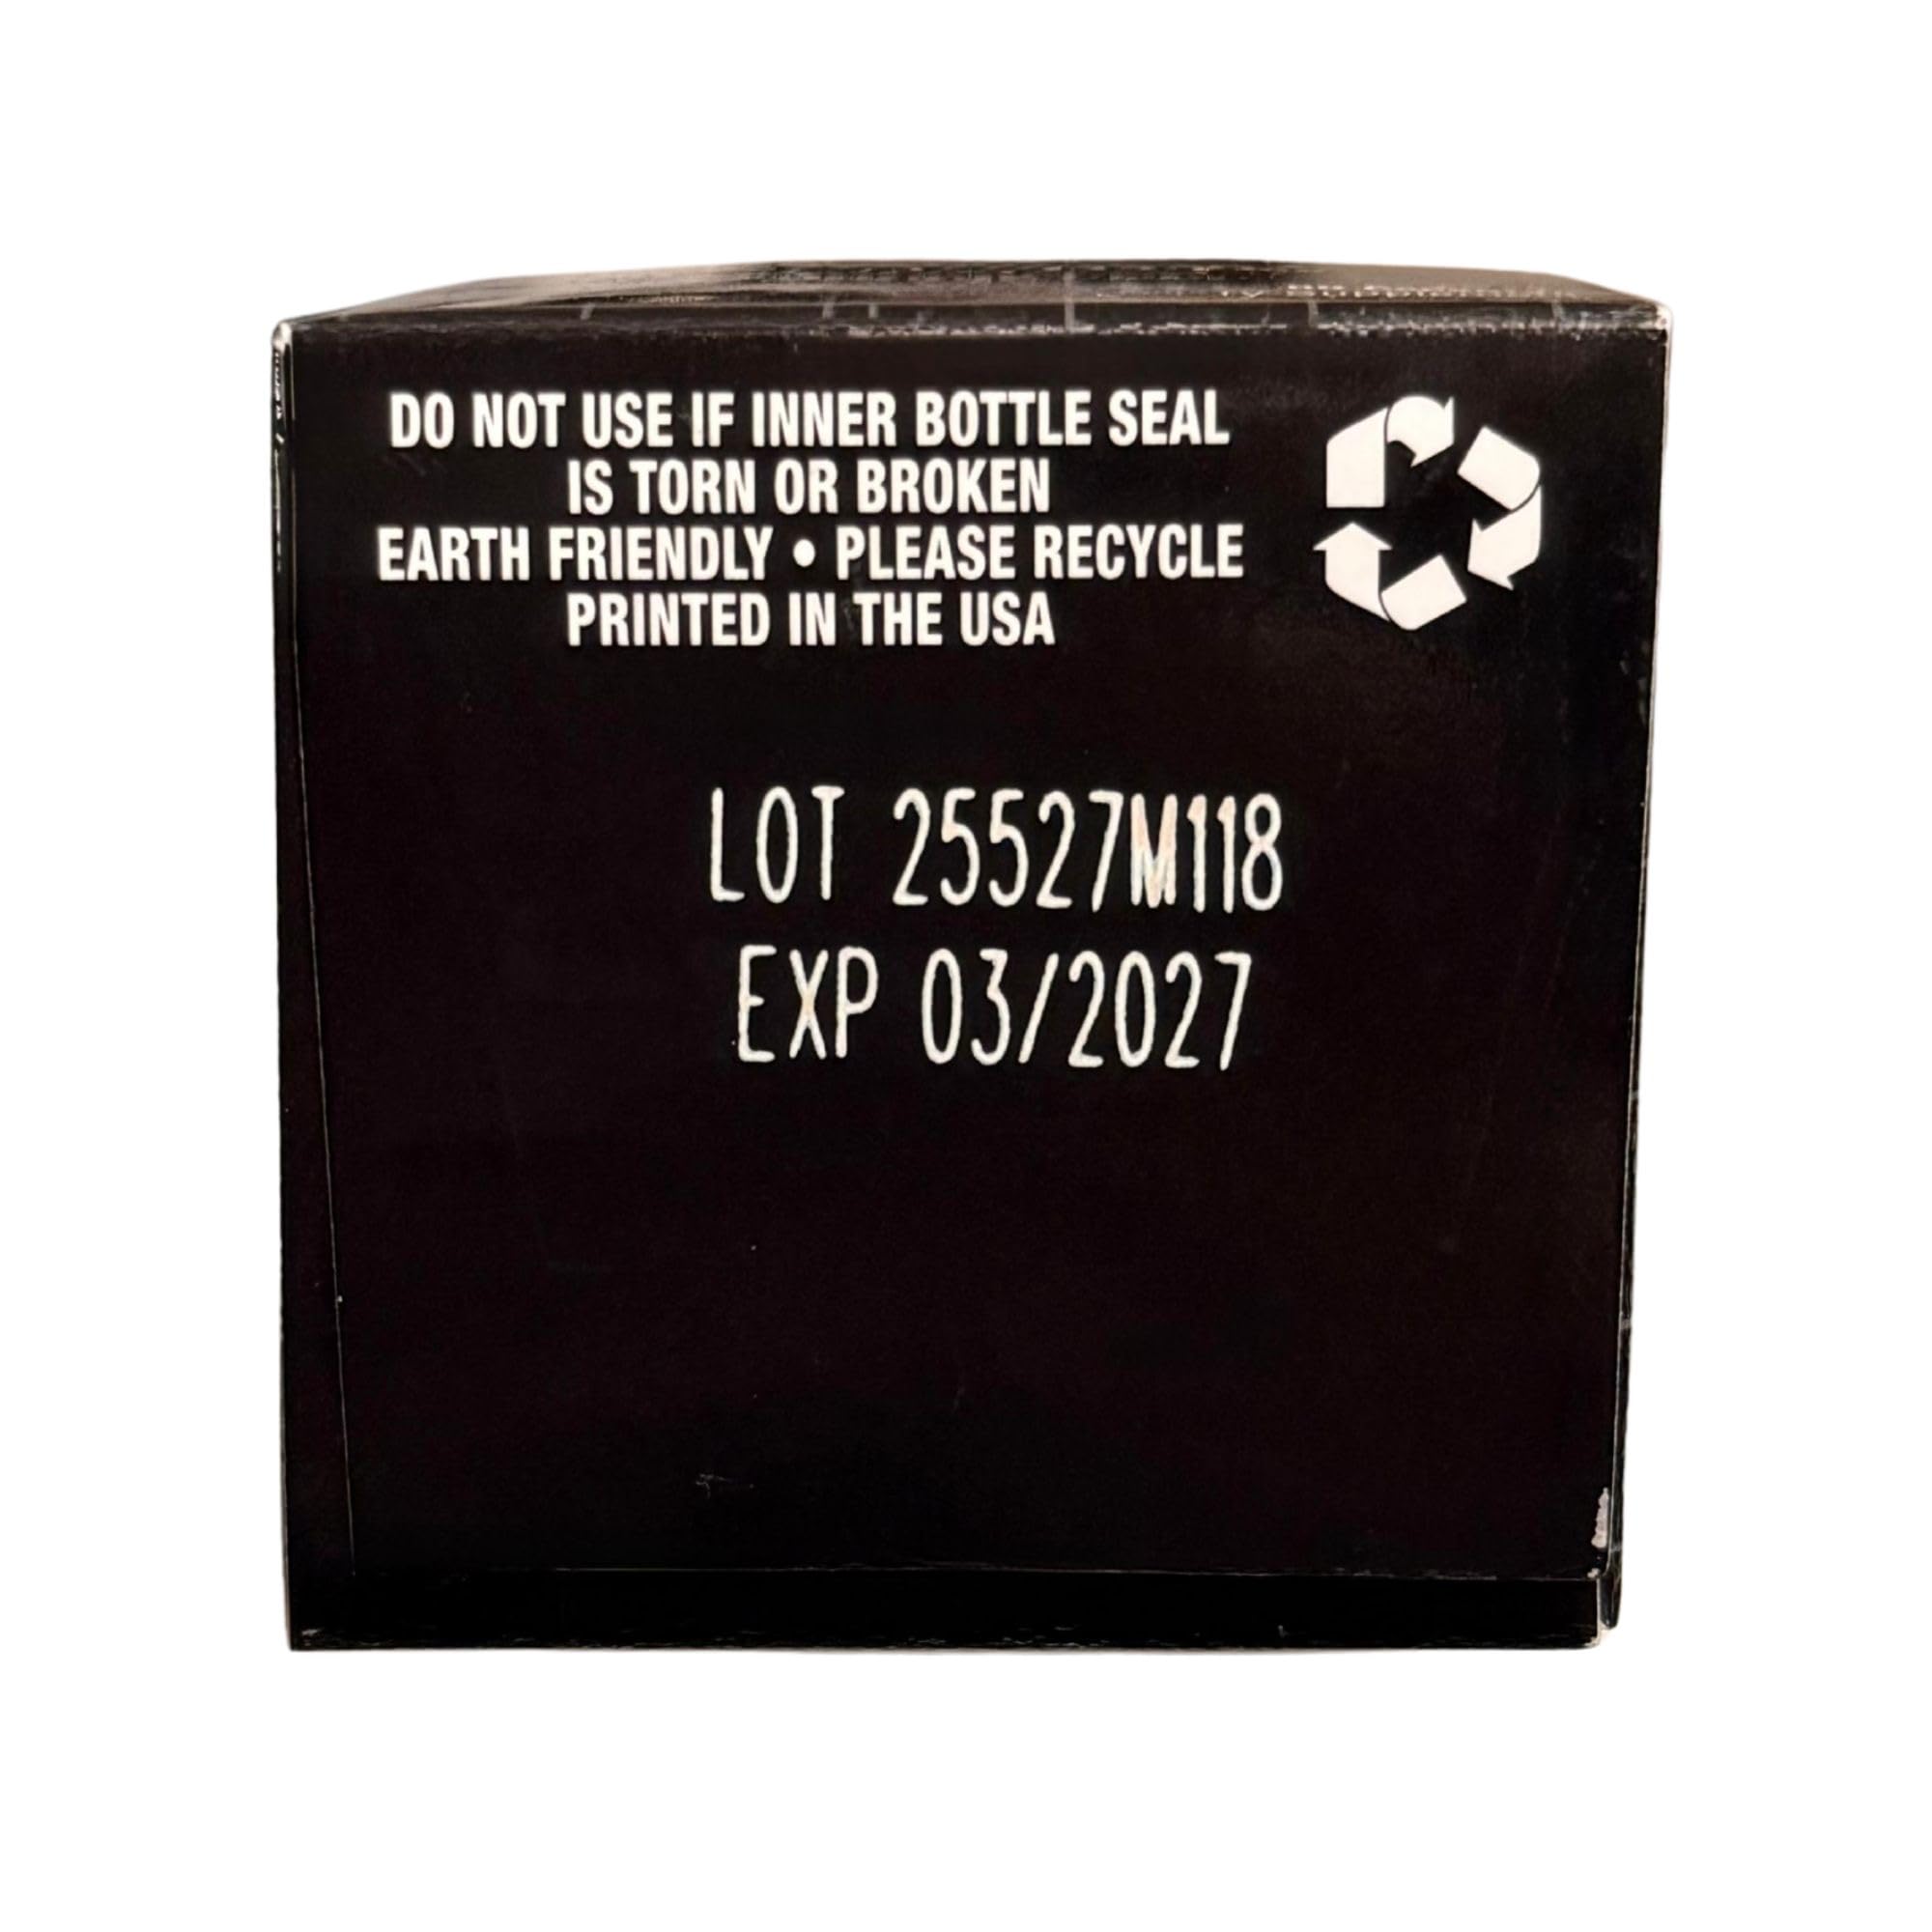 DO NOT USE IF INNER BOTTLE SEAL
IS TORN OR BROKEN
EARTH FRIENDLY • PLEASE RECYCLE
PRINTED IN THE USA
LOT 25527M118
EXP 03/2027